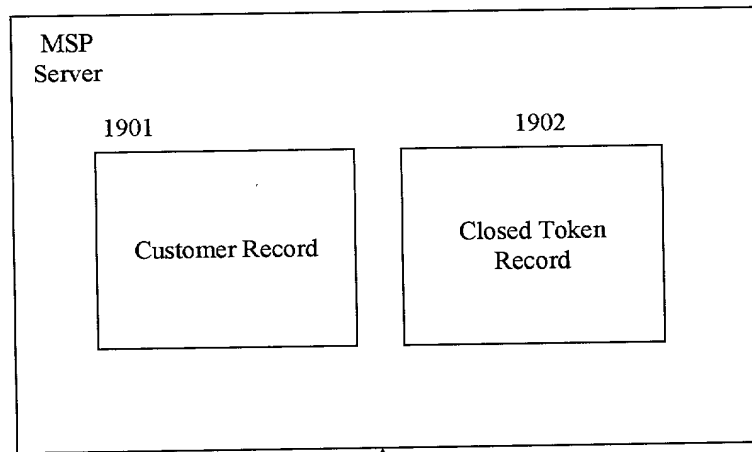 MSP
Server
1901
1902
Customer Record
Closed Token
Record